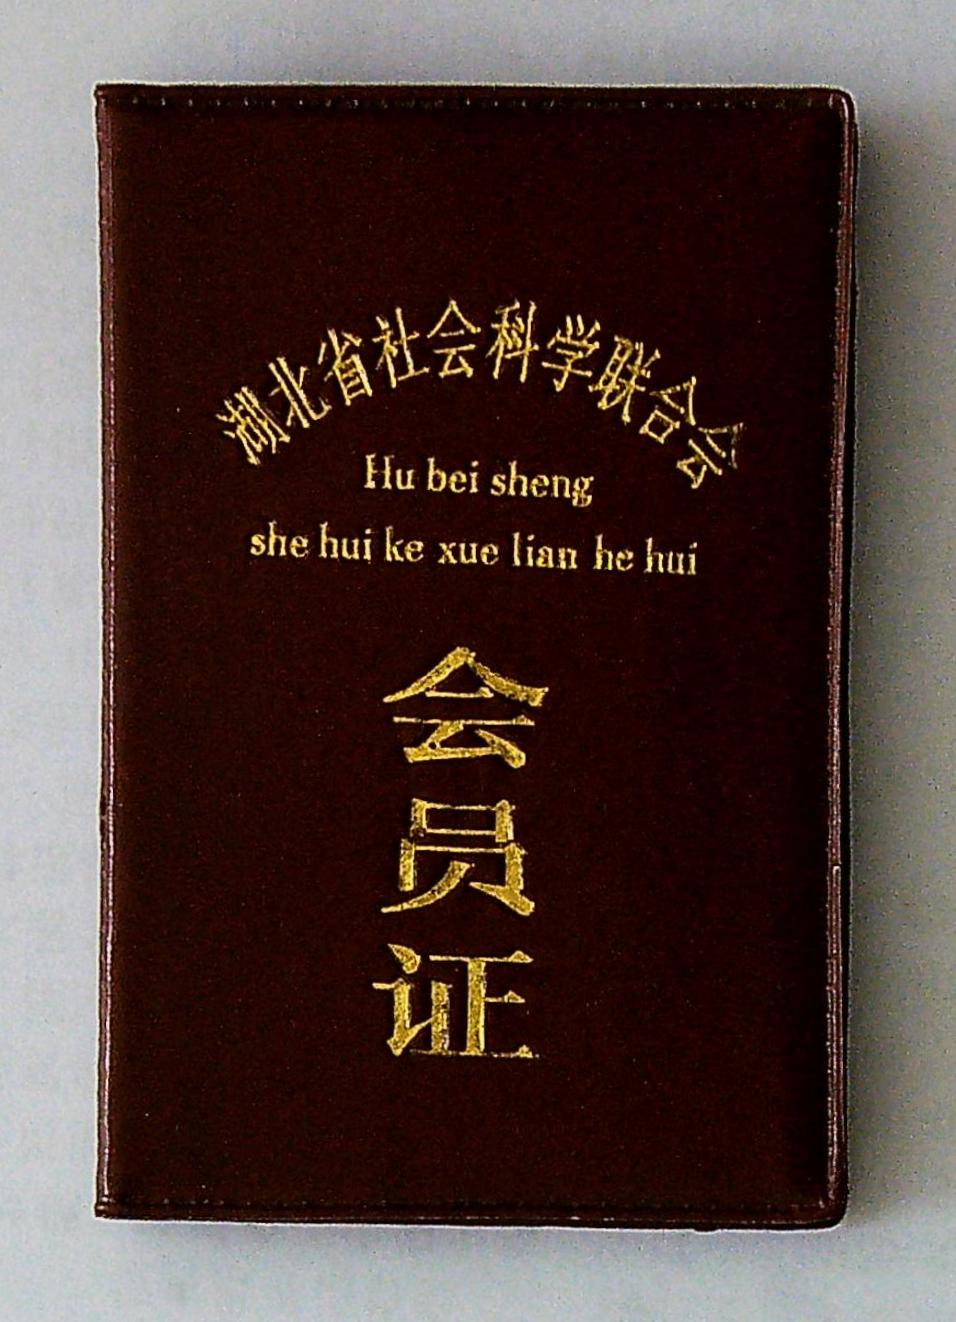 湖北省社会科学联合会
Hu bei sheng
she hui ke xue lian he hui
会
员
证